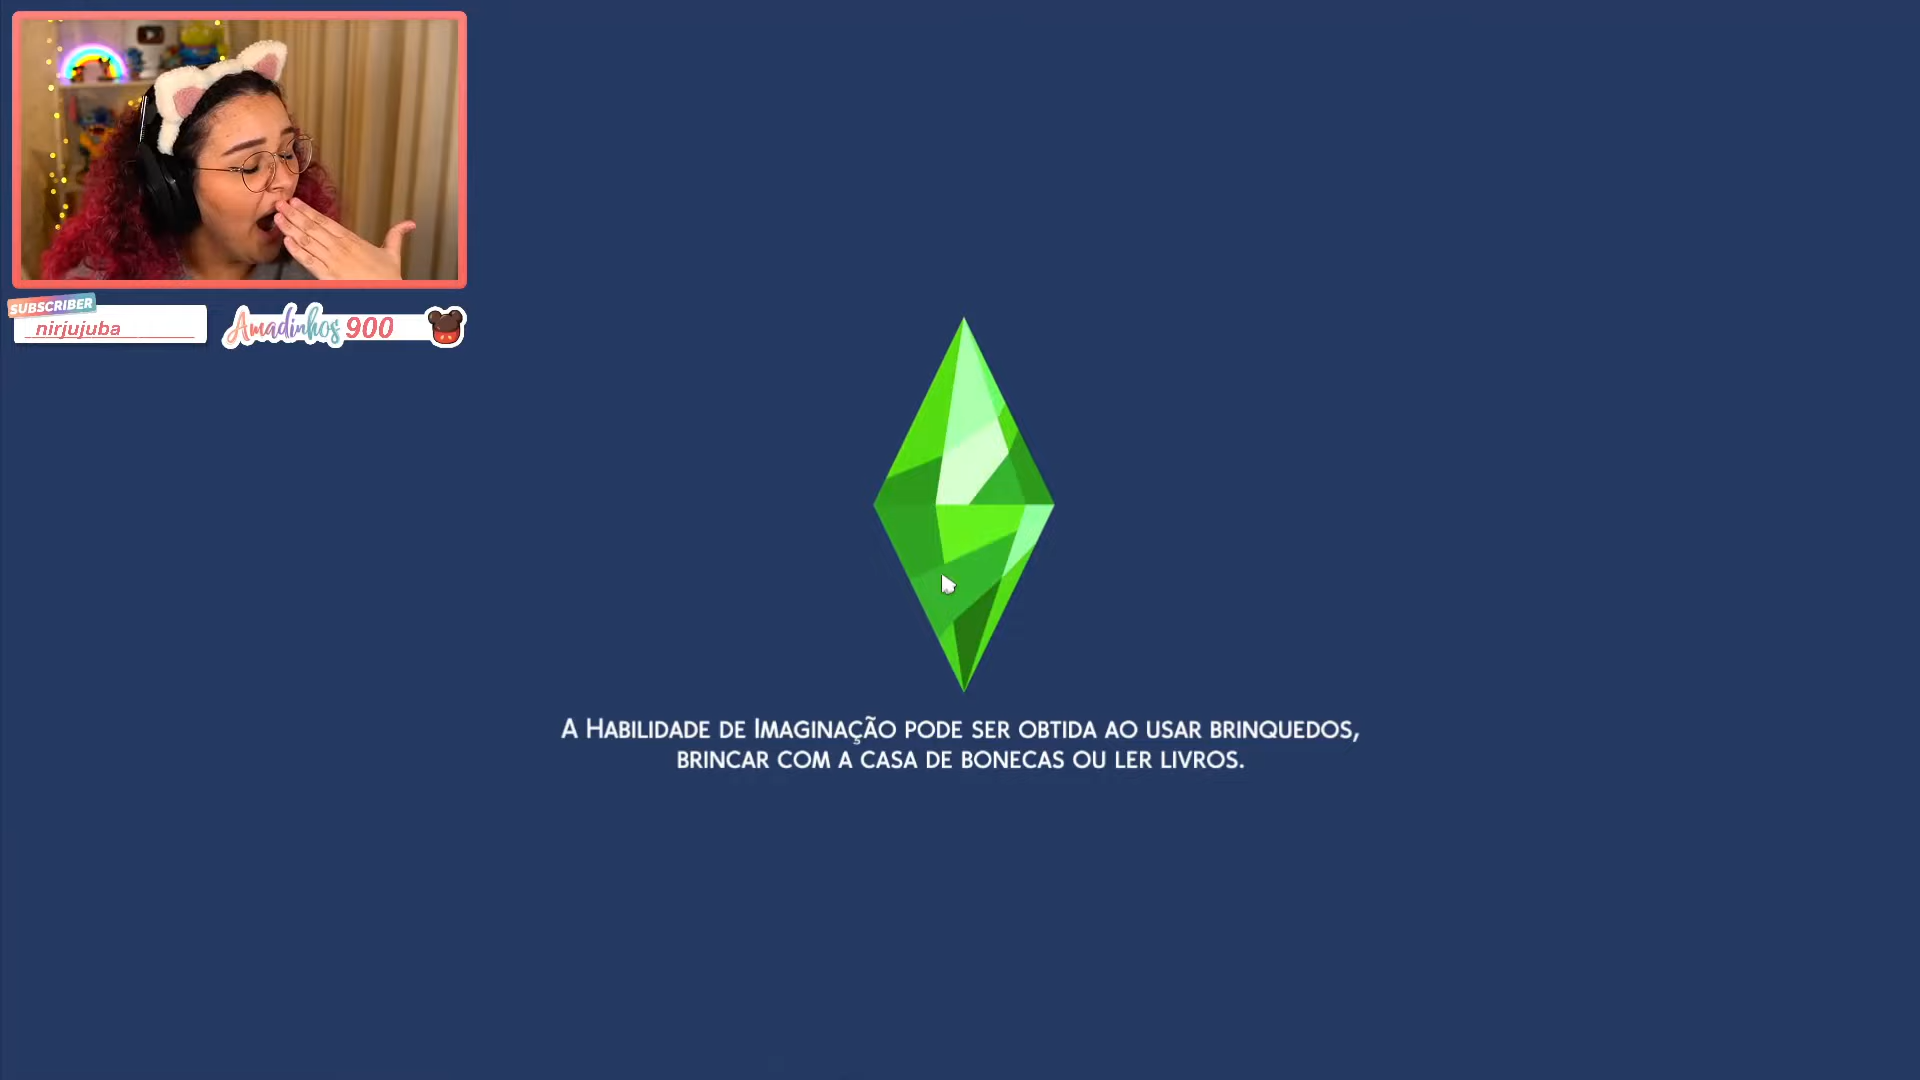 SUBSCRIBER
nirjujuba
Amadinhos 900
A Habilidade de Imaginação pode ser obtida ao usar brinquedos,
brincar com a casa de bonecas ou ler livros.